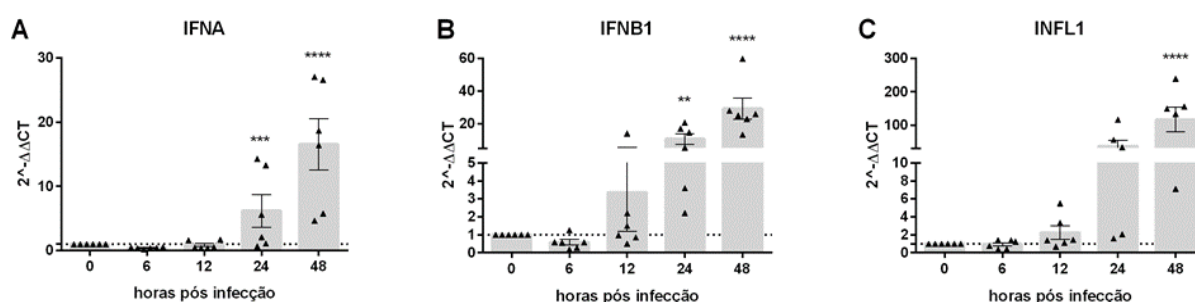 A
IFNA
2^-ΔΔCT
30
20
10
0
***
****
0 6 12 24 48
horas pós infecção
B
IFNB1
2^-ΔΔCT
60
40
20
5
4
3
2
1
0
**
****
0 6 12 24 48
horas pós infecção
C
INFL1
2^-ΔΔCT
300
200
100
10
8
6
4
2
0
****
0 6 12 24 48
horas pós infecção